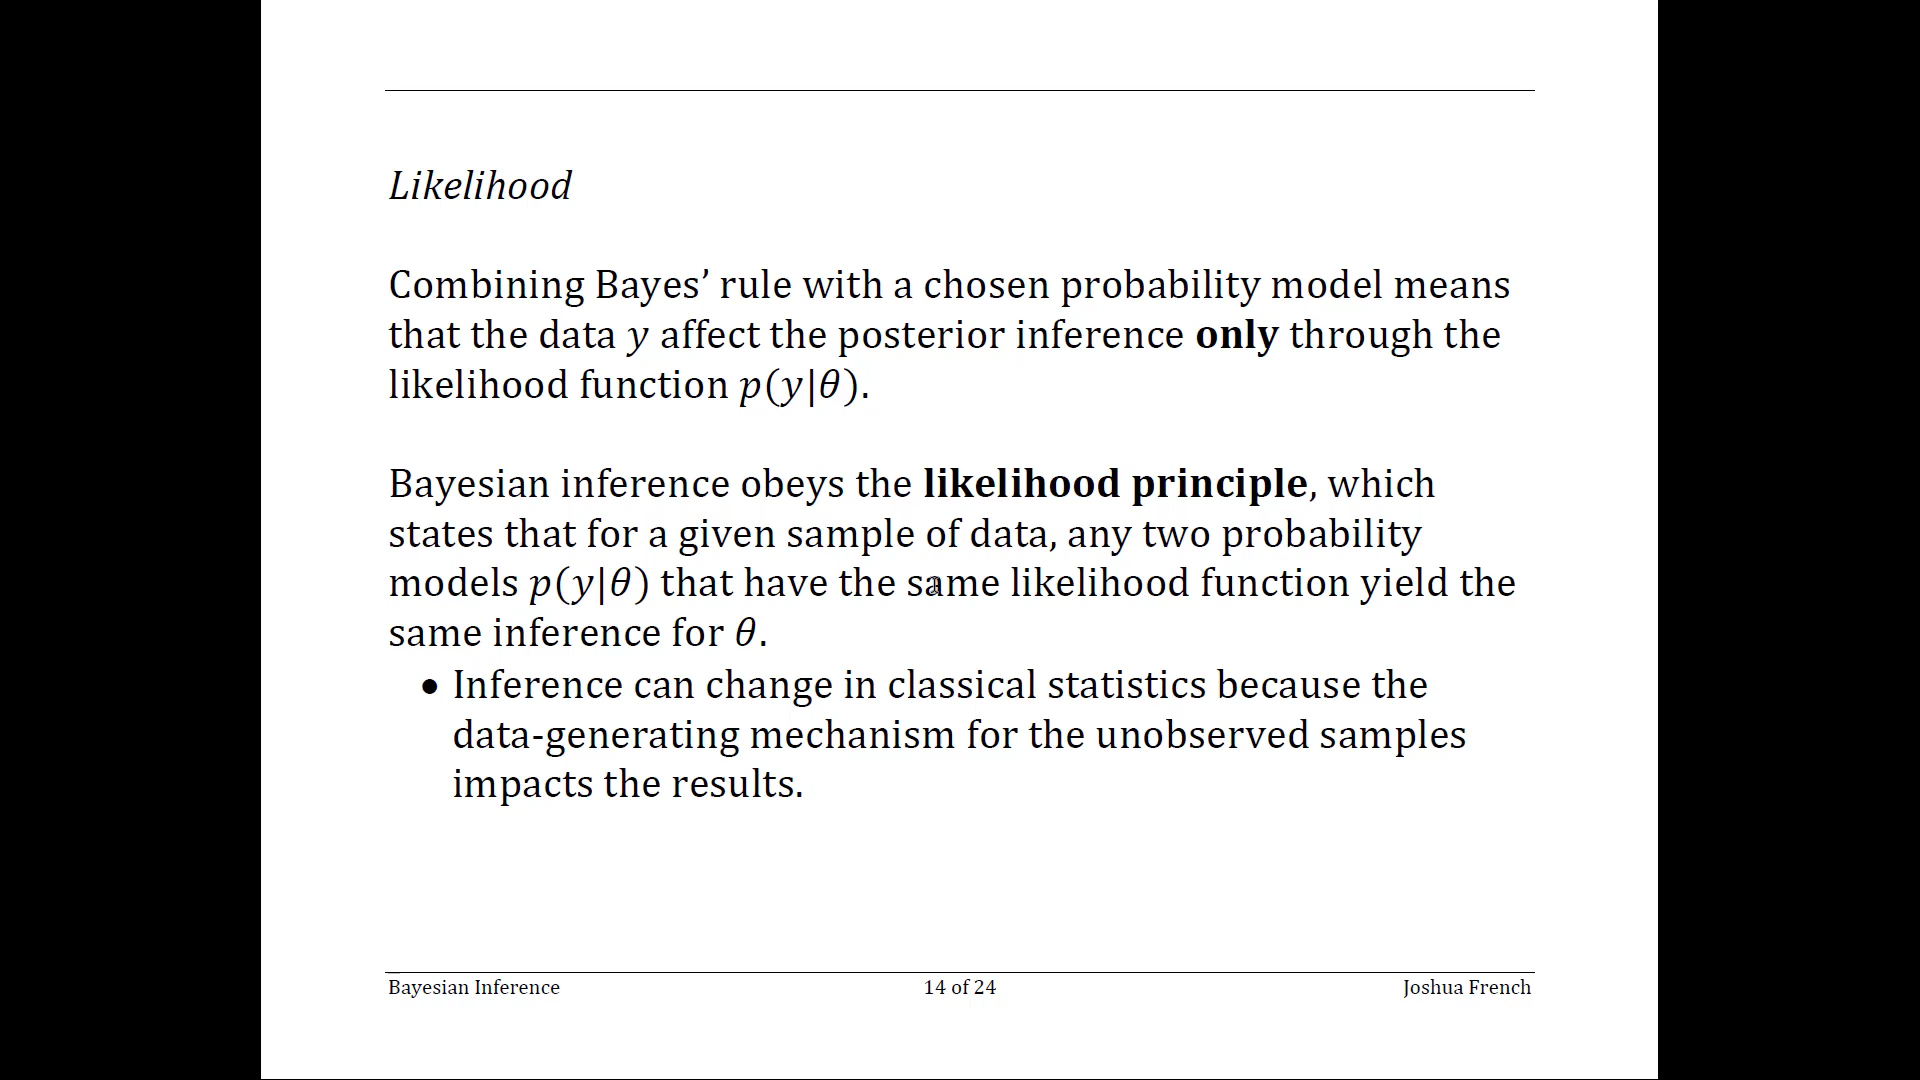 Likelihood
Combining Bayes’ rule with a chosen probability model means
that the data y affect the posterior inference only through the
likelihood function p(y|θ).
Bayesian inference obeys the likelihood principle, which
states that for a given sample of data, any two probability
models p(y|θ) that have the same likelihood function yield the
same inference for θ.
• Inference can change in classical statistics because the
data-generating mechanism for the unobserved samples
impacts the results.
Bayesian Inference 14 of 24 Joshua French